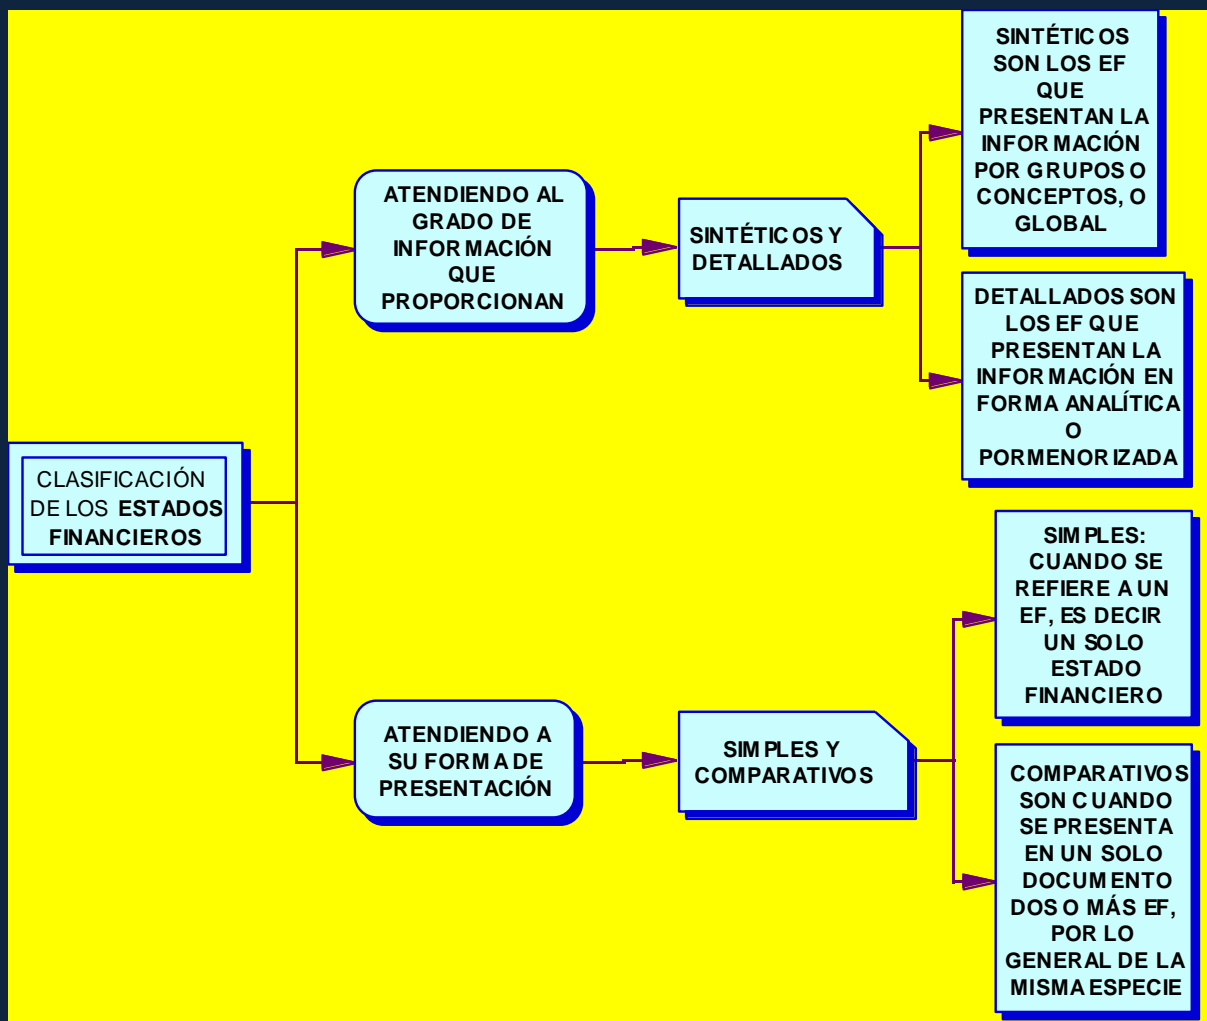 CLASIFICACIÓN
DE LOS ESTADOS
FINANCIEROS
ATENDIENDO AL
GRADO DE
INFORMACIÓN
QUE
PROPORCIONAN
SINTÉTICOS Y
DETALLADOS
SINTÉTICOS
SON LOS EF
QUE
PRESENTAN LA
INFORMACIÓN
POR GRUPOS O
CONCEPTOS, O
GLOBAL
DETALLADOS SON
LOS EF QUE
PRESENTAN LA
INFORMACIÓN EN
FORMA ANALÍTICA
O
PORMENORIZADA
ATENDIENDO A
SU FORMA DE
PRESENTACIÓN
SIMPLES Y
COMPARATIVOS
SIMPLES:
CUANDO SE
REFIERE A UN
EF, ES DECIR
UN SOLO
ESTADO
FINANCIERO
COMPARATIVOS
SON CUANDO
SE PRESENTA
EN UN SOLO
DOCUMENTO
DOS O MÁS EF,
POR LO
GENERAL DE LA
MISMA ESPECIE